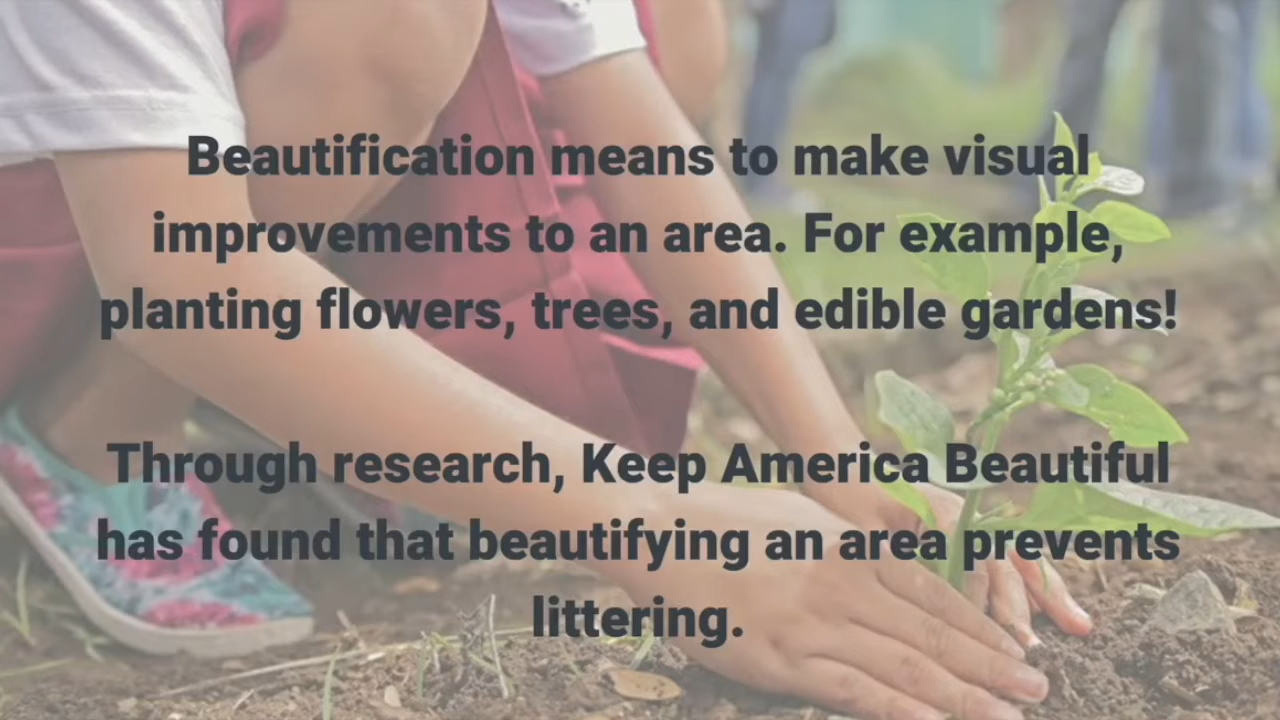 Beautification means to make visual
improvements to an area. For example,
planting flowers, trees, and edible gardens!
Through research, Keep America Beautiful
has found that beautifying an area prevents
littering.